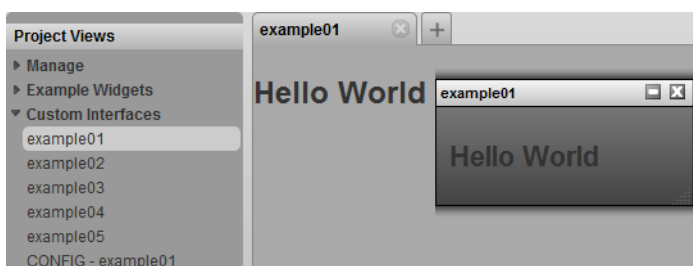 Project Views
Manage
Example Widgets
Custom Interfaces
example01
example02
example03
example04
example05
CONFIG - example01
example01
Hello World
example01
Hello World